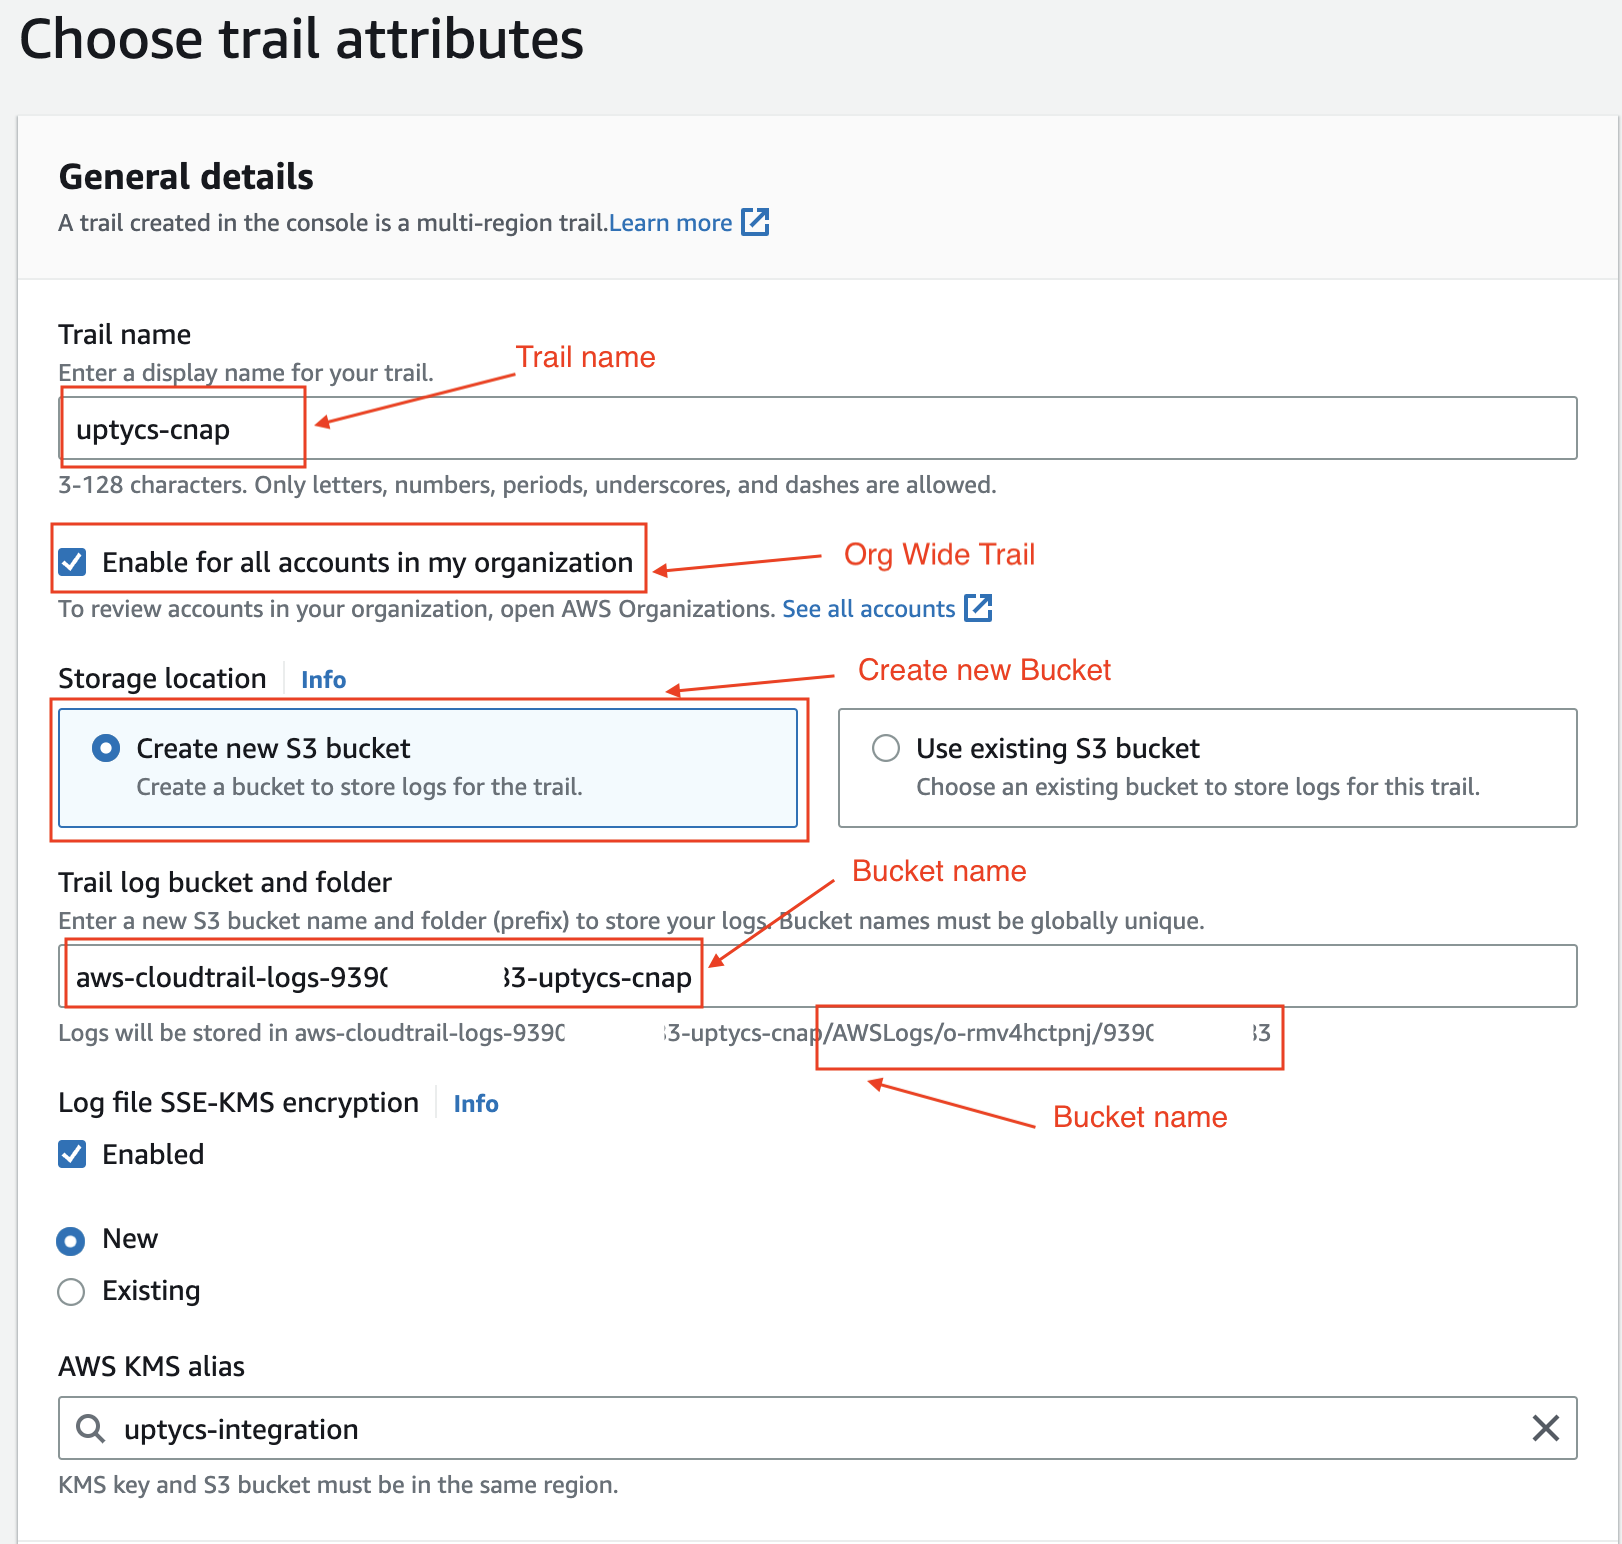 Choose trail attributes
General details
A trail created in the console is a multi-region trail.Learn more
Trail name
Trail name
Enter a display name for your trail.
uptycs-cnap
3-128 characters. Only letters, numbers, periods, underscores, and dashes are allowed.
Enable for all accounts in my organization
Org Wide Trail
To review accounts in your organization, open AWS Organizations. See all accounts
Storage location Info
Create new Bucket
Create new S3 bucket
Create a bucket to store logs for the trail.
Use existing S3 bucket
Choose an existing bucket to store logs for this trail.
Trail log bucket and folder
Bucket name
Enter a new S3 bucket name and folder (prefix) to store your logs. Bucket names must be globally unique.
aws-cloudtrail-logs-939 3-uptycs-cnap
Logs will be stored in aws-cloudtrail-logs-939 3-uptycs-cnap/AWSLogs/o-rmv4hctpnj/939 3
Bucket name
Log file SSE-KMS encryption Info
Enabled
New
Existing
AWS KMS alias
uptycs-integration
KMS key and S3 bucket must be in the same region.